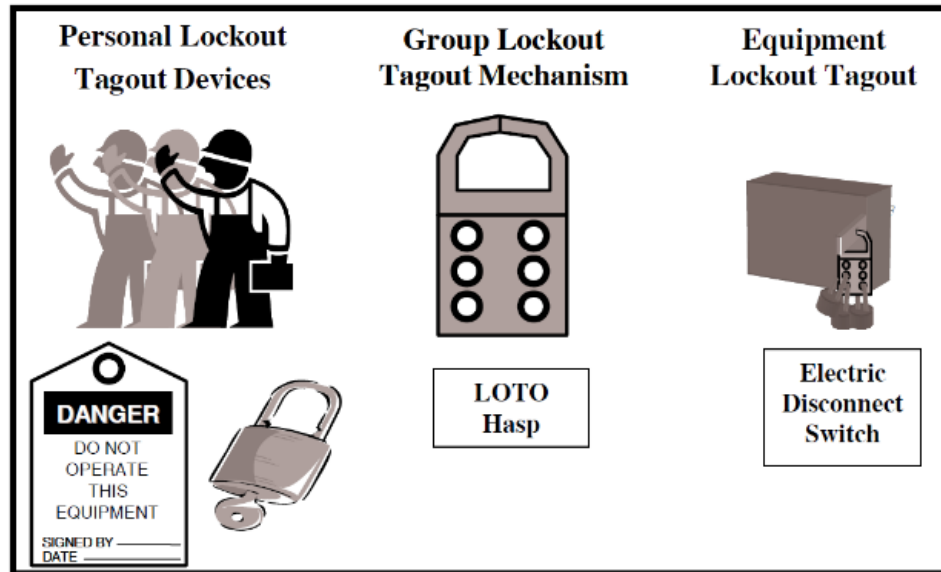 Personal Lockout
Tagout Devices
Group Lockout
Tagout Mechanism
Equipment
Lockout Tagout
DANGER
DO NOT
OPERATE
THIS
EQUIPMENT
SIGNED BY
DATE
LOTO
Hasp
Electric
Disconnect
Switch